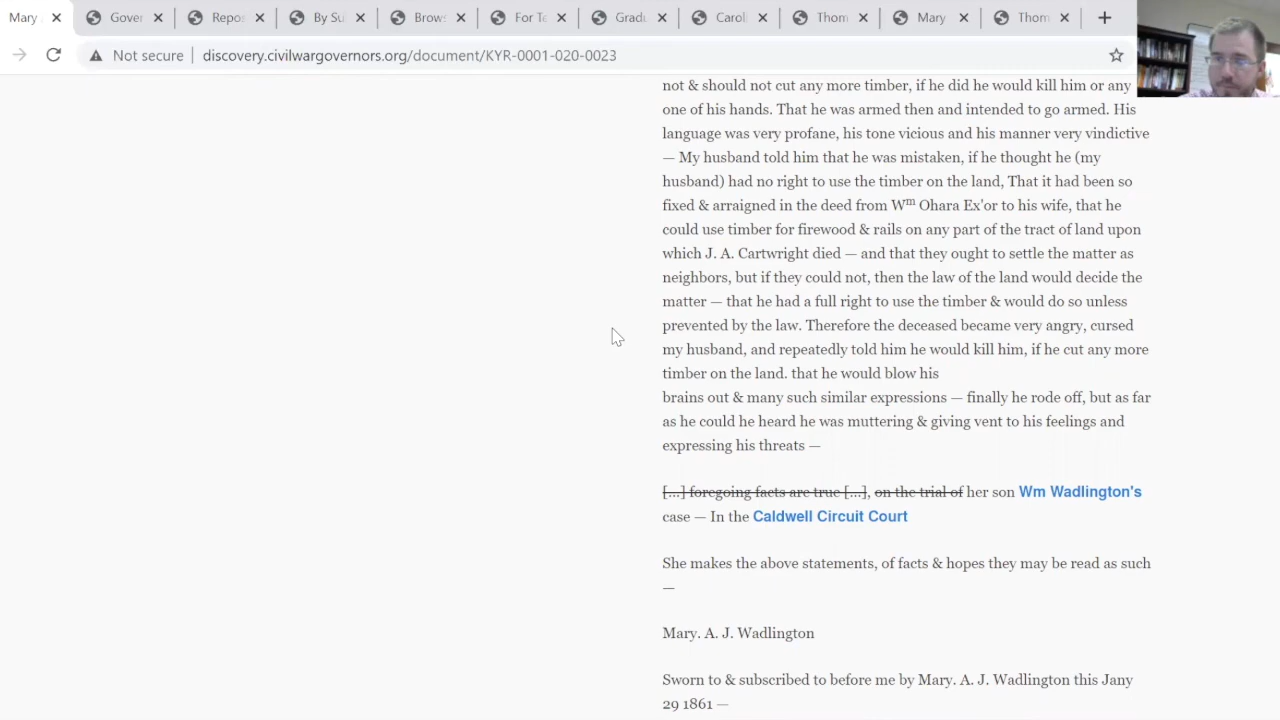 Mary
Gover
Repo
By Su
Brow
For Te
Gradu
Caroll
Thom
Mary
Thom
Not secure
discovery.civilwargovernors.org/document/KYR-0001-020-0023
not & should not cut any more timber, if he did he would kill him or any
one of his hands. That he was armed then and intended to go armed. His
language was very profane, his tone vicious and his manner very vindictive
— My husband told him that he was mistaken, if he thought he (my
husband) had no right to use the timber on the land, That it had been so
fixed & arraigned in the deed from Wm Ohara Ex'or to his wife, that he
could use timber for firewood & rails on any part of the tract of land upon
which J. A. Cartwright died — and that they ought to settle the matter as
neighbors, but if they could not, then the law of the land would decide the
matter — that he had a full right to use the timber & would do so unless
prevented by the law. Therefore the deceased became very angry, cursed
my husband, and repeatedly told him he would kill him, if he cut any more
timber on the land. that he would blow his
brains out & many such similar expressions — finally he rode off, but as far
as he could he heard he was muttering & giving vent to his feelings and
expressing his threats —
[...] foregoing facts are true [...], on the trial of her son Wm Wadlington's
case — In the Caldwell Circuit Court
She makes the above statements, of facts & hopes they may be read as such
—
Mary. A. J. Wadlington
Sworn to & subscribed to before me by Mary. A. J. Wadlington this Jany
29 1861 —